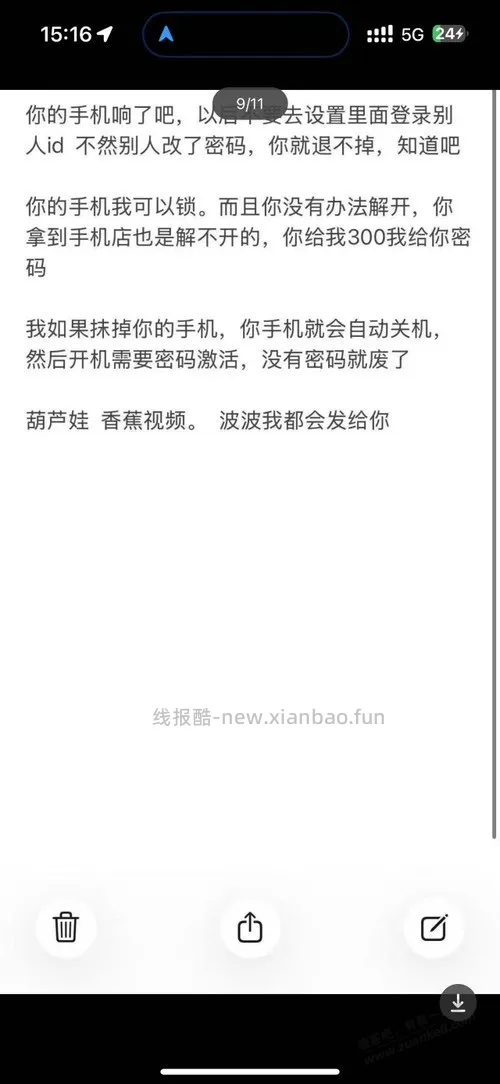 15:16
5G
24
9/11
你的手机响了吧，以后不要去设置里面登录别
人id 不然别人改了密码，你就退不掉，知道吧
你的手机我可以锁。而且你没有办法解开，你
拿到手机店也是解不开的，你给我300我给你密
码
我如果抹掉你的手机，你手机就会自动关机，
然后开机需要密码激活，没有密码就废了
葫芦娃 香蕉视频。 波波我都会发给你
线报酷-new.xianbao.fun